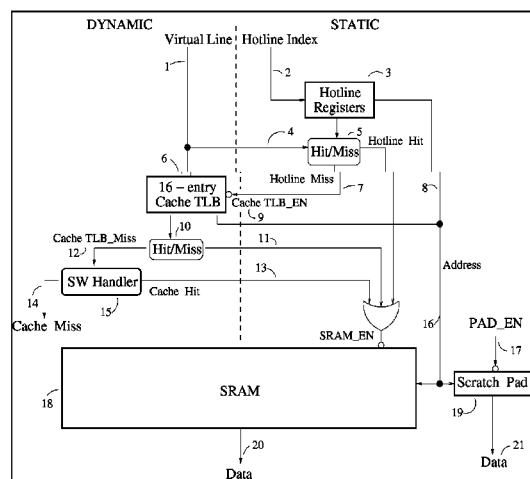 DYNAMIC
STATIC
Virtual Line
Hotline Index
1
2
3
Hotline
Registers
4
5
Hit/Miss
Hotline Hit
6
Hotline Miss
7
8
16 – entry
Cache TLB
Cache TLB_EN
9
10
Cache TLB_Miss
12
Hit/Miss
11
Address
13
SW Handler
14
15
Cache Hit
Cache Miss
SRAM_EN
16
PAD_EN
17
18
SRAM
Scratch Pad
19
20
21
Data
Data